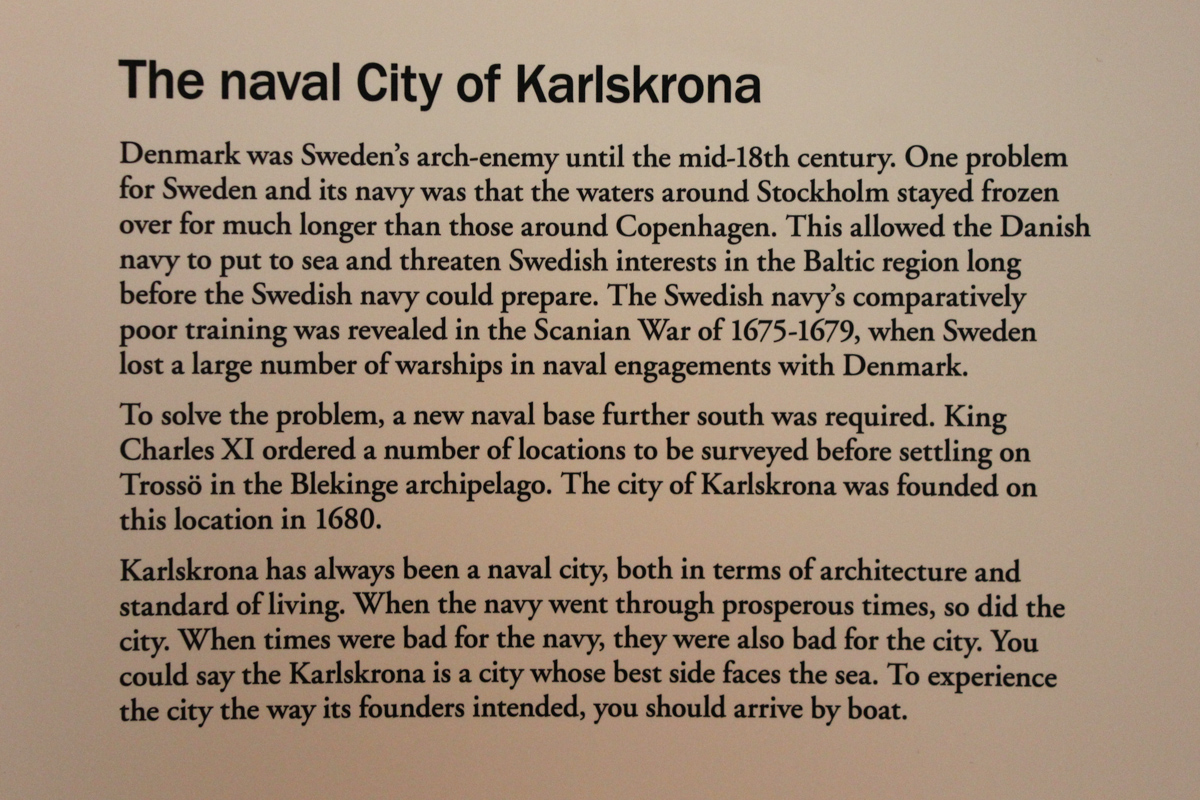 The naval City of Karlskrona
Denmark was Sweden's arch-enemy until the mid-18th century. One problem
for Sweden and its navy was that the waters around Stockholm stayed frozen
over for much longer than those around Copenhagen. This allowed the Danish
navy to put to sea and threaten Swedish interests in the Baltic region long
before the Swedish navy could prepare. The Swedish navy's comparatively
poor training was revealed in the Scanian War of 1675-1679, when Sweden
lost a large number of warships in naval engagements with Denmark.
To solve the problem, a new naval base further south was required. King
Charles XI ordered a number of locations to be surveyed before settling on
Trossö in the Blekinge archipelago. The city of Karlskrona was founded on
this location in 1680.
Karlskrona has always been a naval city, both in terms of architecture and
standard of living. When the navy went through prosperous times, so did the
city. When times were bad for the navy, they were also bad for the city. You
could say the Karlskrona is a city whose best side faces the sea. To experience
the city the way its founders intended, you should arrive by boat.